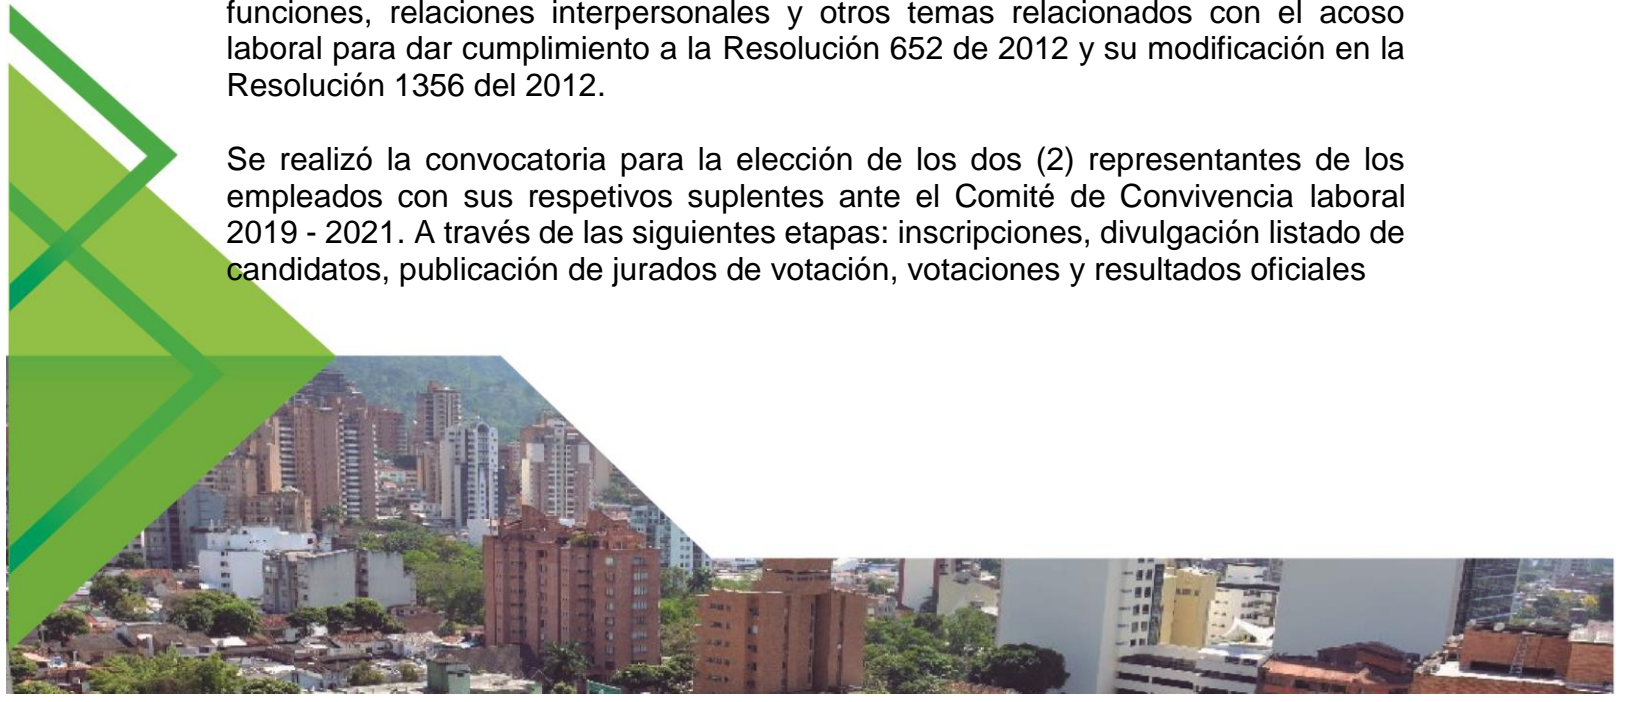 funciones, relaciones interpersonales y otros temas relacionados con el acoso
laboral para dar cumplimiento a la Resolución 652 de 2012 y su modificación en la
Resolución 1356 del 2012.
Se realizó la convocatoria para la elección de los dos (2) representantes de los
empleados con sus respetivos suplentes ante el Comité de Convivencia laboral
2019 - 2021. A través de las siguientes etapas: inscripciones, divulgación listado de
candidatos, publicación de jurados de votación, votaciones y resultados oficiales